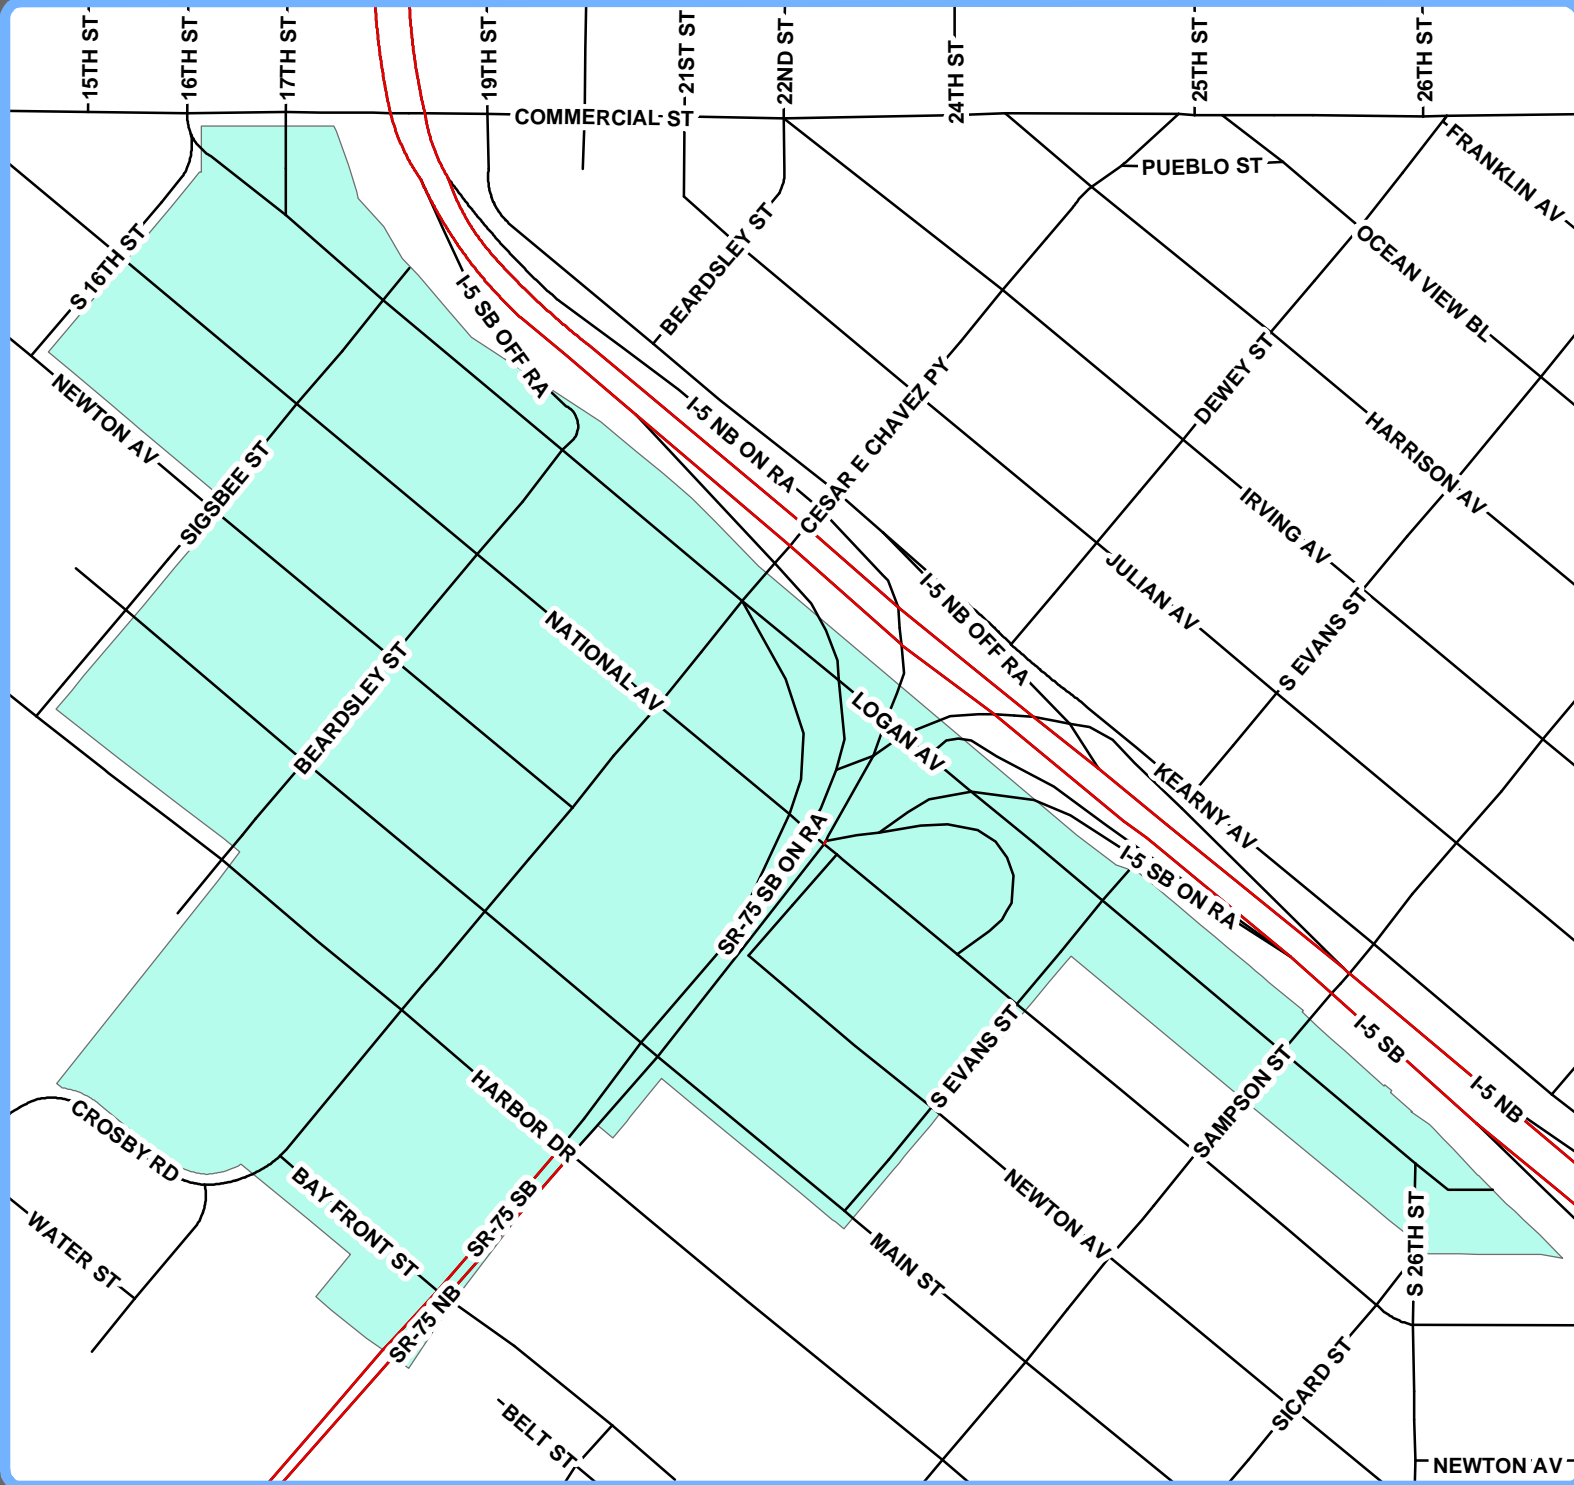 15TH ST
16TH ST
17TH ST
19TH ST
21ST ST
22ND ST
24TH ST
25TH ST
26TH ST
COMMERCIAL ST
PUEBLO ST
FRANKLIN AV
S 16TH ST
BEARDSLEY ST
OCEAN VIEW BL
I-5 SB OFF RA
NEWTON AV
SIGSBEE ST
I-5 NB ON RA
CESAR E CHAVEZ PY
DEWEY ST
HARRISON AV
IRVING AV
JULIAN AV
I-5 NB OFF RA
S EVANS ST
NATIONAL AV
BEARDSLEY ST
LOGAN AV
KEARNY AV
SR-75 SB ON RA
I-5 SB ON RA
I-5 SB
I-5 NB
S EVANS ST
SAMPSON ST
HARBOR DR
CROSBY RD
BAY FRONT ST
SR-75 SB
SR-75 NB
WATER ST
NEWTON AV
MAIN ST
S 26TH ST
SICARD ST
BELT ST
NEWTON AV